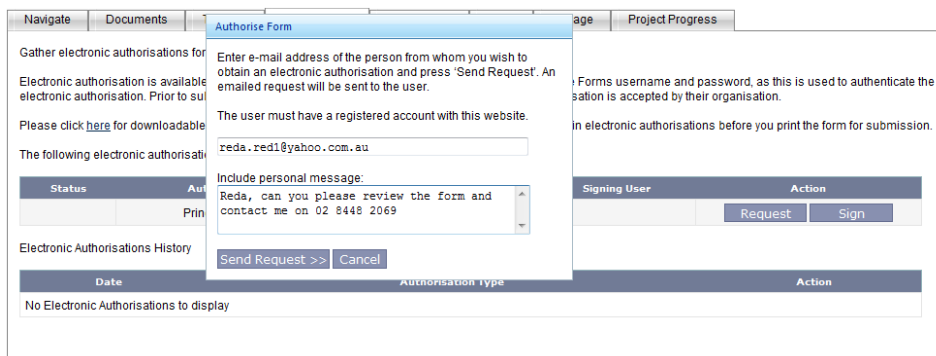 Navigate
Documents
age
Project Progress
Authorise Form
Enter e-mail address of the person from whom you wish to
obtain an electronic authorisation and press 'Send Request'. An
emailed request will be sent to the user.
The user must have a registered account with this website.
reda.red1@yahoo.com.au
Include personal message:
Reda, can you please review the form and
contact me on 02 8448 2069
Send Request >> Cancel
Gather electronic authorisations for
Electronic authorisation is available Forms username and password, as this is used to authenticate the
electronic authorisation. Prior to isation is accepted by their organisation.
Please click here for downloadable in electronic authorisations before you print the form for submission.
The following electronic
Status Signing User Action
Request Sign
Electronic Authorisations History
Date Authorisation Type Action
No Electronic Authorisations to display